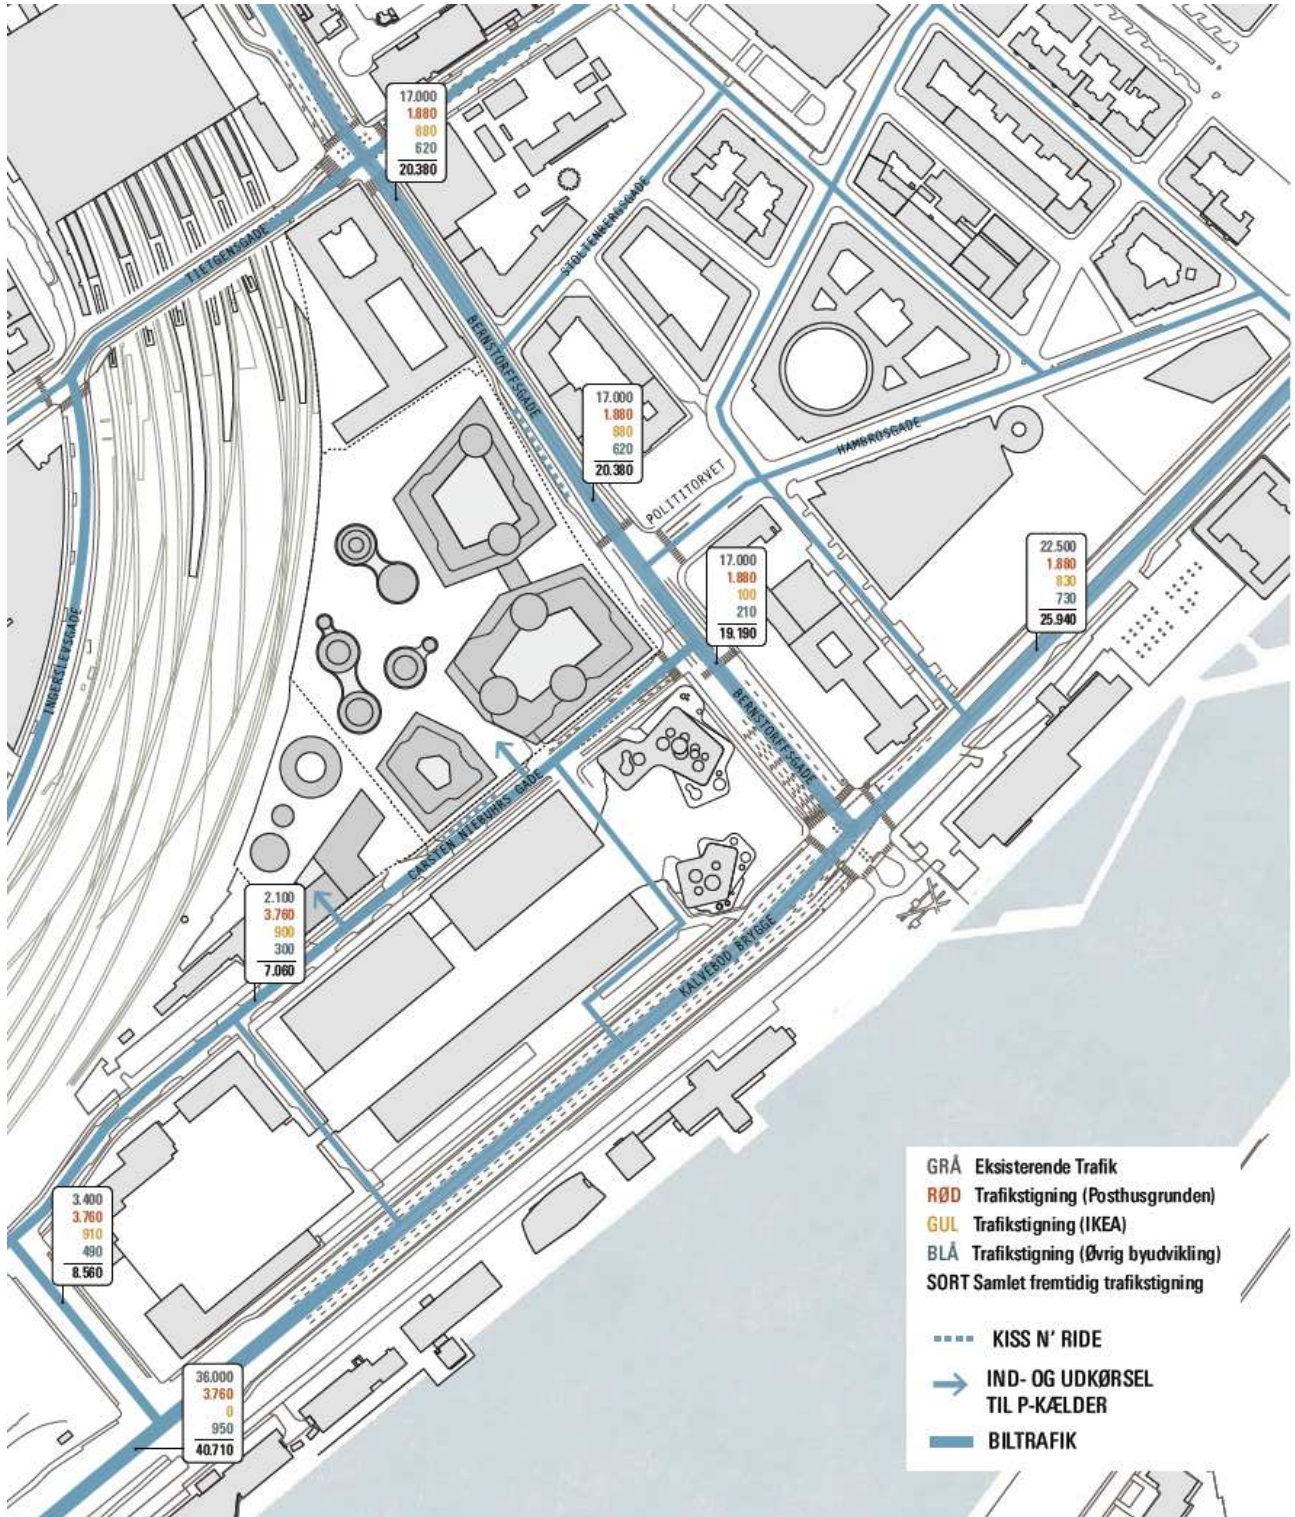 17.000
1.880
880
620
20.380
TIETGENSGADE
STOLTENBERGSGADE
BERNSTORFFSGADE
17.000
1.880
880
620
20.380
HAMBROSGADE
POLITITORVET
17.000
1.880
100
210
19.190
22.500
1.880
830
730
25.940
INGERSLEVSGADE
BERNSTORFFSGADE
CARSTEN NIEBUHRS GADE
2.100
3.760
900
300
7.060
KALVEBOD BRYGGE
3.400
3.760
910
490
8.560
36.000
3.760
0
950
40.710
GRÅ Eksisterende Trafik
RØD Trafikstigning (Posthusgrunden)
GUL Trafikstigning (IKEA)
BLÅ Trafikstigning (Øvrig byudvikling)
SORT Samlet fremtidig trafikstigning
KISS N' RIDE
IND- OG UDKØRSEL
TIL P-KÆLDER
BILTRAFIK